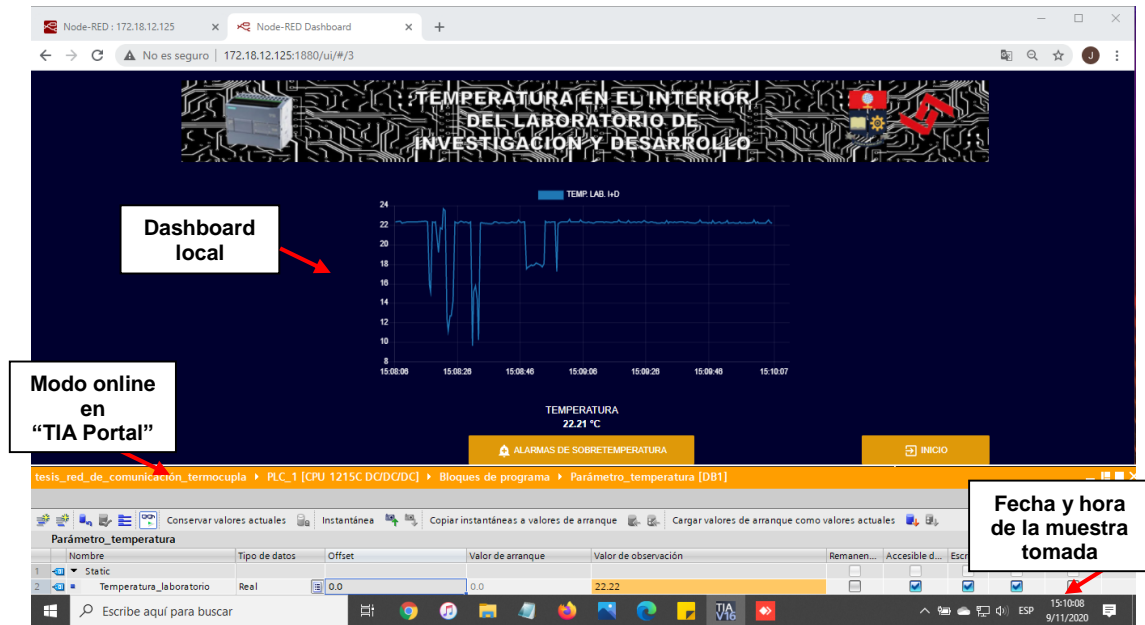 Node-RED : 172.18.12.125
Node-RED Dashboard
No es seguro | 172.18.12.125:1880/ui/#/3
J
TEMPERATURA EN EL INTERIOR
DEL LABORATORIO DE
INVESTIGACION Y DESARROLLO
TEMP. LAB. I+D
24
22
20
18
16
14
12
10
8
15:08:06 15:08:26 15:08:46 15:09:06 15:09:26 15:09:46 15:10:07
Dashboard
local
TEMPERATURA
22.21 °C
ALARMAS DE SOBRETEMPERATURA
INICIO
Modo online
en
“TIA Portal”
tesis_red_de_comunicación_termocupla PLC_1 [CPU 1215C DC/DC/DC] Bloques de programa Parámetro_temperatura [DB1]
Fecha y hora
de la muestra
tomada
Conservar valores actuales Instantánea Copiar instantáneas a valores de arranque Cargar valores de arranque como valores actuales
Parámetro_temperatura
Nombre Tipo de datos Offset Valor de arranque Valor de observación Remanen... Accesible d... Escr
1 Static
2 Temperatura_laboratorio Real 0.0 0.0 22.22
Escribe aquí para buscar
TIA
V16
ESP
15:10:08
9/11/2020